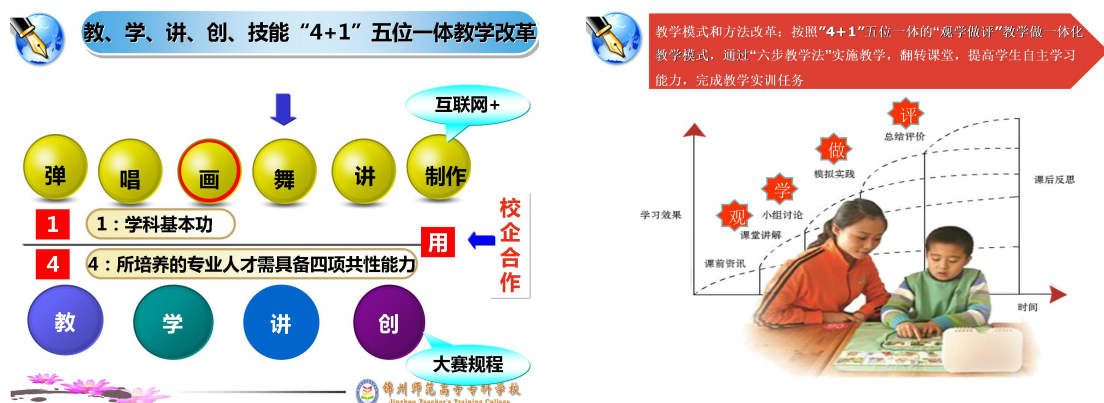 教、学、讲、创、技能“4+1”五位一体教学改革
互联网+
弹 唱 画 舞 讲 制作
1 1：学科基本功
用
校企合作
4 4：所培养的专业人才需具备四项共性能力
教 学 讲 创
大赛规程
锦州师范高等专科学校
Jinzhou Teacher's Training College
教学模式和方法改革：按照”4+1”五位一体的“观学做评”教学做一体化
教学模式，通过“六步教学法”实施教学，翻转课堂，提高学生自主学习
能力，完成教学实训任务
评
总结评价
做
模拟实践
课后反思
学
小组讨论
学习效果
观
课堂讲解
课前资讯
时间